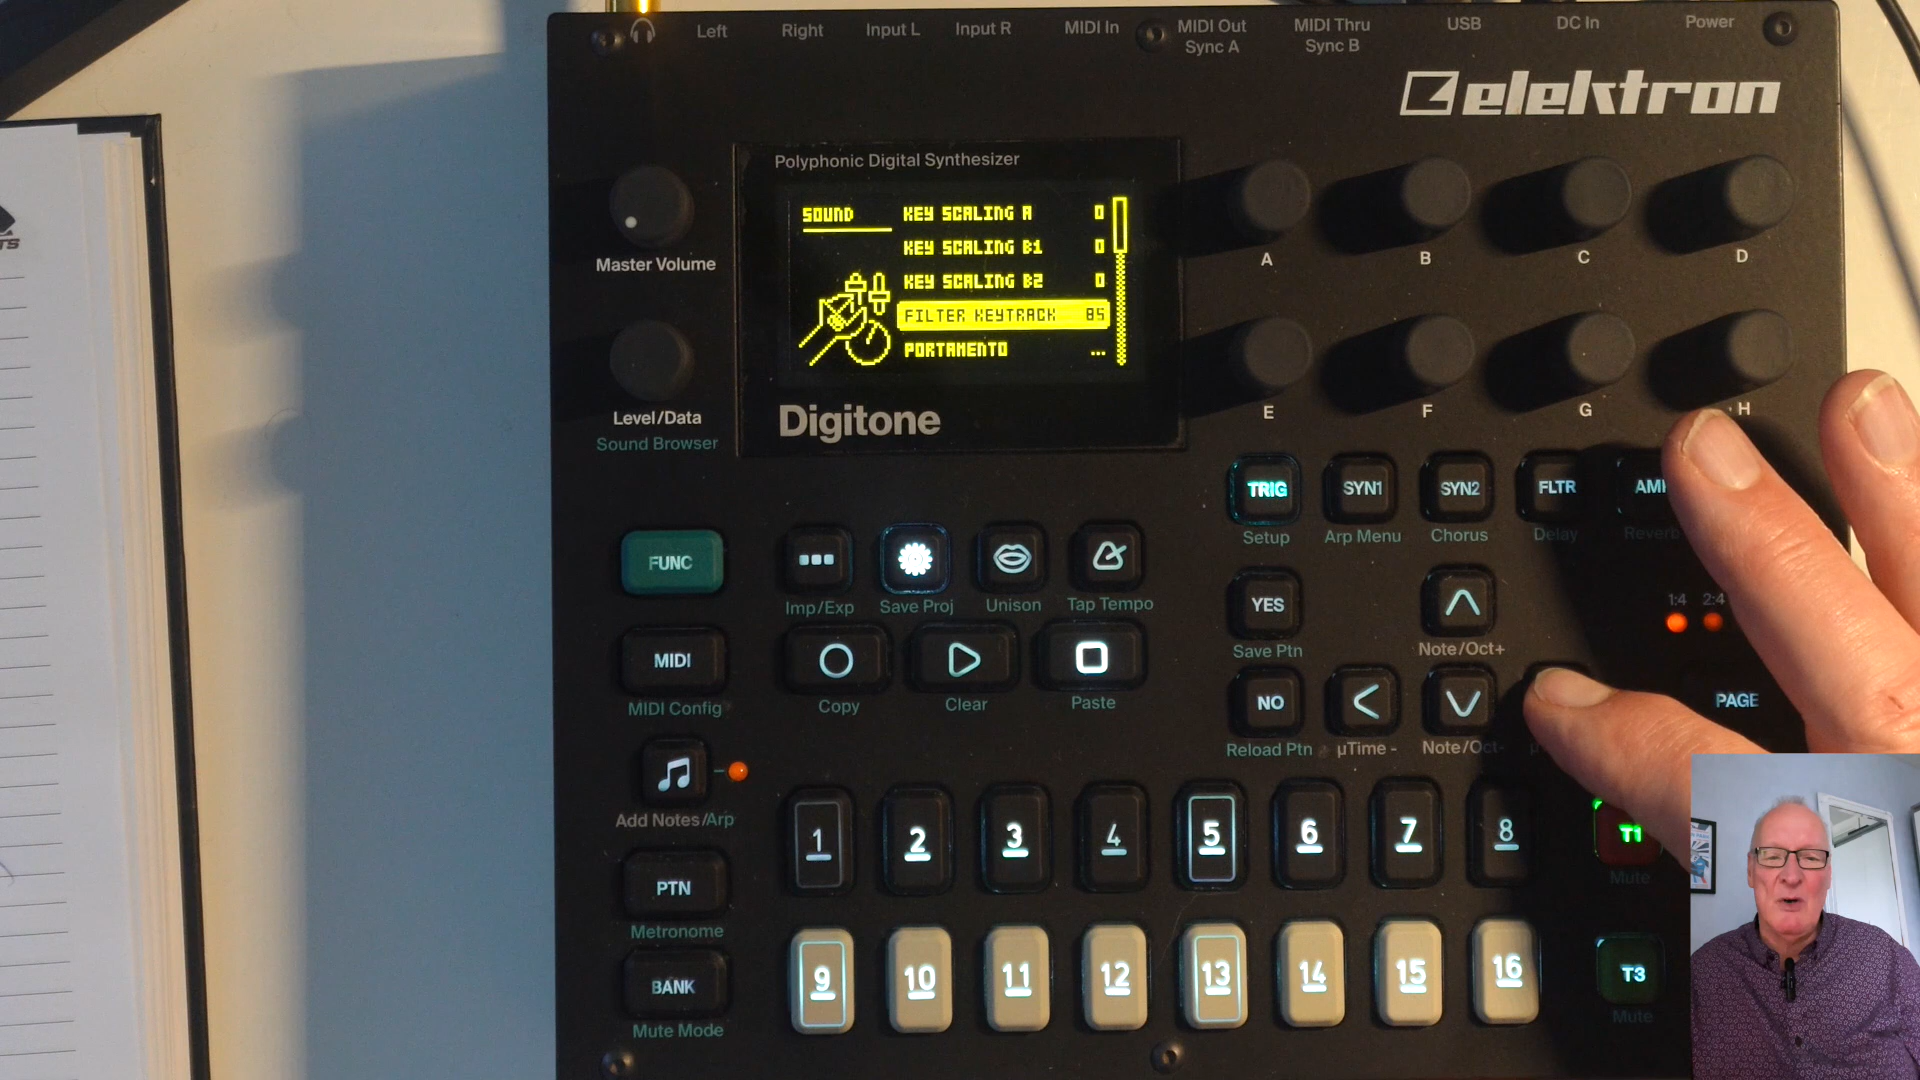 Left Right Input L Input R MIDI In MIDI Out MIDI Thru USB DC In Power
Sync A Sync B
elektron
Polyphonic Digital Synthesizer
SOUND
KEY SCALING A 0
KEY SCALING B1 0
KEY SCALING B2 0
FILTER KEYTRACK 85
PORTAMENTO ...
Digitone
Master Volume
Level/Data
Sound Browser
A B C D
E F G H
TRIG SYN1 SYN2 FLTR
Setup Arp Menu Chorus Delay Reverb
FUNC
Imp/Exp Save Proj Unison Tap Tempo
YES
Save Ptn Note/Oct+
1:4 2:4
MIDI
MIDI Config
Copy Clear Paste
NO
Reload Ptn µTime - Note/Oct-
PAGE
Add Notes/Arp
PTN
Metronome
BANK
Mute Mode
1 2 3 4 5 6 7 8
9 10 11 12 13 14 15 16
T1
Mute
T3
Mute